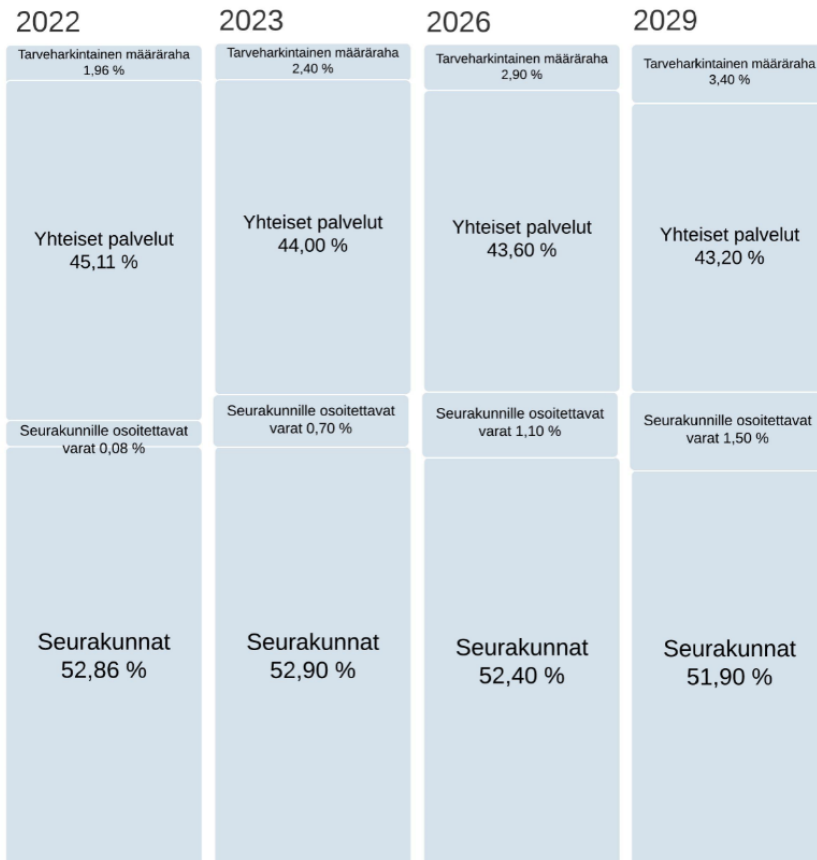 2022
Tarveharkintainen määräraha
1,96 %
Yhteiset palvelut
45,11 %
Seurakunnille osoitettavat
varat 0,08 %
Seurakunnat
52,86 %
2023
Tarveharkintainen määräraha
2,40 %
Yhteiset palvelut
44,00 %
Seurakunnille osoitettavat
varat 0,70 %
Seurakunnat
52,90 %
2026
Tarveharkintainen määräraha
2,90 %
Yhteiset palvelut
43,60 %
Seurakunnille osoitettavat
varat 1,10 %
Seurakunnat
52,40 %
2029
Tarveharkintainen määräraha
3,40 %
Yhteiset palvelut
43,20 %
Seurakunnille osoitettavat
varat 1,50 %
Seurakunnat
51,90 %